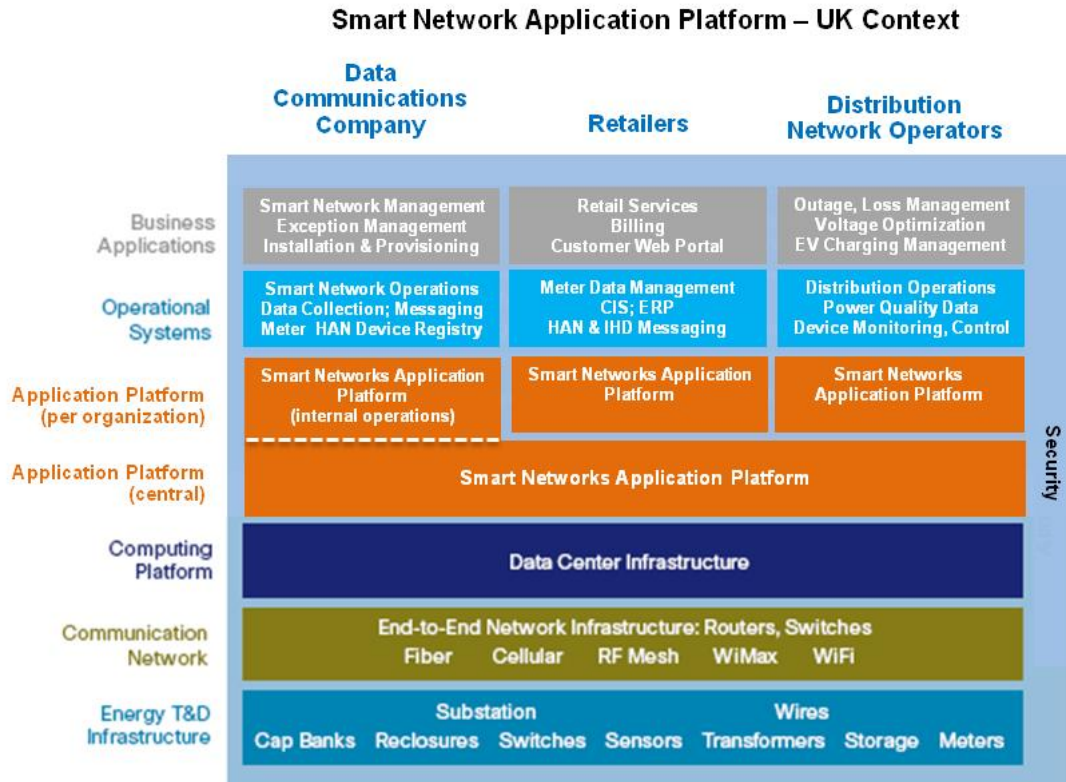 Smart Network Application Platform – UK Context
Data
Communications
Company
Retailers
Distribution
Network Operators
Business
Applications
Smart Network Management
Exception Management
Installation & Provisioning
Retail Services
Billing
Customer Web Portal
Outage, Loss Management
Voltage Optimization
EV Charging Management
Operational
Systems
Smart Network Operations
Data Collection; Messaging
Meter HAN Device Registry
Meter Data Management
CIS; ERP
HAN & IHD Messaging
Distribution Operations
Power Quality Data
Device Monitoring, Control
Application Platform
(per organization)
Smart Networks Application
Platform
(internal operations)
Smart Networks Application
Platform
Smart Networks
Application Platform
Security
Application Platform
(central)
Smart Networks Application Platform
Computing
Platform
Data Center Infrastructure
Communication
Network
End-to-End Network Infrastructure: Routers, Switches
Fiber Cellular RF Mesh WiMax WiFi
Energy T&D
Infrastructure
Substation Wires
Cap Banks Reclosures Switches Sensors Transformers Storage Meters